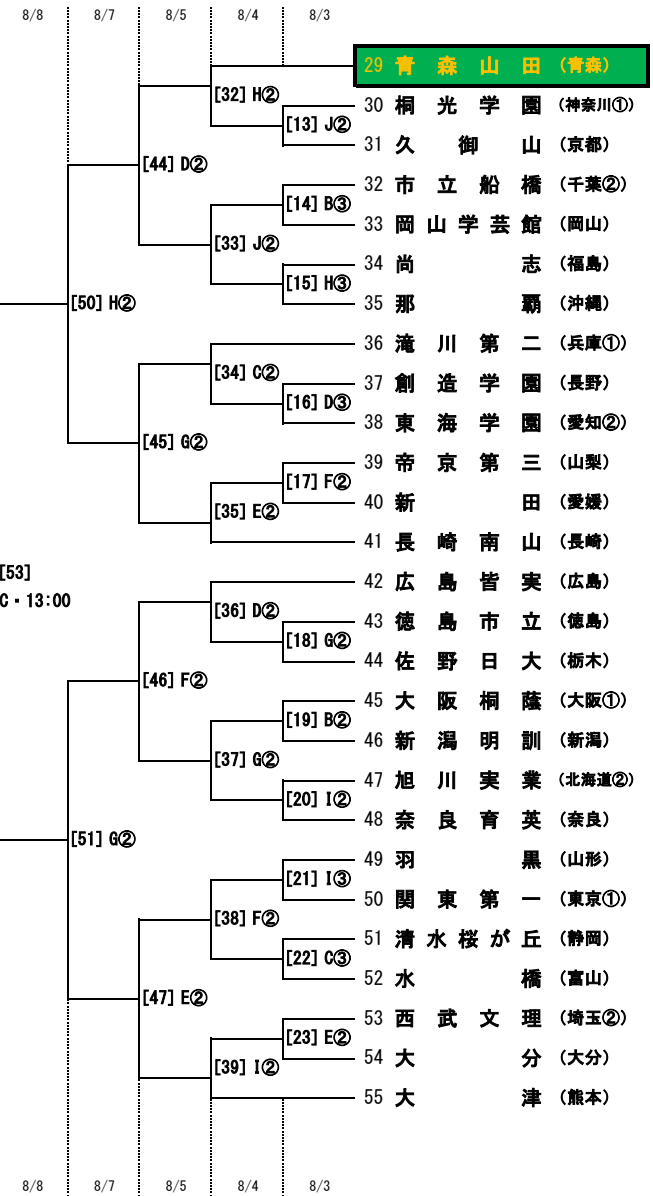 8/8 8/7 8/5 8/4 8/3
29 青森山田 (青森)
[32] H②
30 桐光学園 (神奈川①)
[13] J②
31 久御山 (京都)
[44] D②
32 市立船橋 (千葉②)
[14] B③
33 岡山学芸館 (岡山)
[33] J②
34 尚志 (福島)
[15] H③
35 那覇 (沖縄)
[50] H②
36 滝川第二 (兵庫①)
[34] C②
37 創造学園 (長野)
[16] D③
38 東海学園 (愛知②)
[45] G②
39 帝京第三 (山梨)
[17] F②
40 新田 (愛媛)
[35] E②
41 長崎南山 (長崎)
[53]
C・13:00
42 広島皆実 (広島)
[36] D②
43 徳島市立 (徳島)
[18] G②
44 佐野日大 (栃木)
[46] F②
45 大阪桐蔭 (大阪①)
[19] B②
46 新潟明訓 (新潟)
[37] G②
47 旭川実業 (北海道②)
[20] I②
48 奈良育英 (奈良)
[51] G②
49 羽黒 (山形)
[21] I③
50 関東第一 (東京①)
[38] F②
51 清水桜が丘 (静岡)
[22] C③
52 水橋 (富山)
[47] E②
53 西武文理 (埼玉②)
[23] E②
54 大分 (大分)
[39] I②
55 大津 (熊本)
8/8 8/7 8/5 8/4 8/3